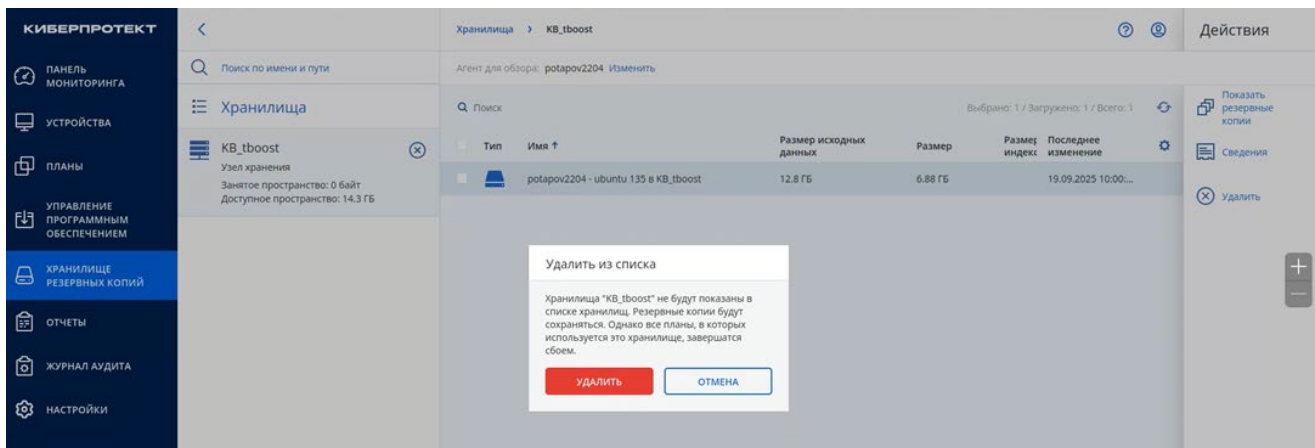 КИБЕРПРОТЕКТ
ПАНЕЛЬ
МОНИТОРИНГА
УСТРОЙСТВА
ПЛАНЫ
УПРАВЛЕНИЕ
ПРОГРАММНЫМ
ОБЕСПЕЧЕНИЕМ
ХРАНИЛИЩЕ
РЕЗЕРВНЫХ КОПИЙ
ОТЧЕТЫ
ЖУРНАЛ АУДИТА
НАСТРОЙКИ
Поиск по имени и пути
Хранилища
KB_tboost
Узел хранения
Занятое пространство: 0 байт
Доступное пространство: 14.3 ГБ
Хранилища > KB_tboost
Агент для обзора: potapov2204 Изменить
Поиск
Выбрано: 1 / Загружено: 1 / Всего: 1
Тип Имя ↑ Размер исходных данных Размер Размер индекс Последнее изменение
potapov2204 - ubuntu 135 в KB_tboost 12.8 ГБ 6.88 ГБ 19.09.2025 10:00:...
Удалить из списка
Хранилища "KB_tboost" не будут показаны в
списке хранилищ. Резервные копии будут
сохраняться. Однако все планы, в которых
используется это хранилище, завершатся
сбоем.
УДАЛИТЬ ОТМЕНА
Действия
Показать
резервные
копии
Сведения
Удалить